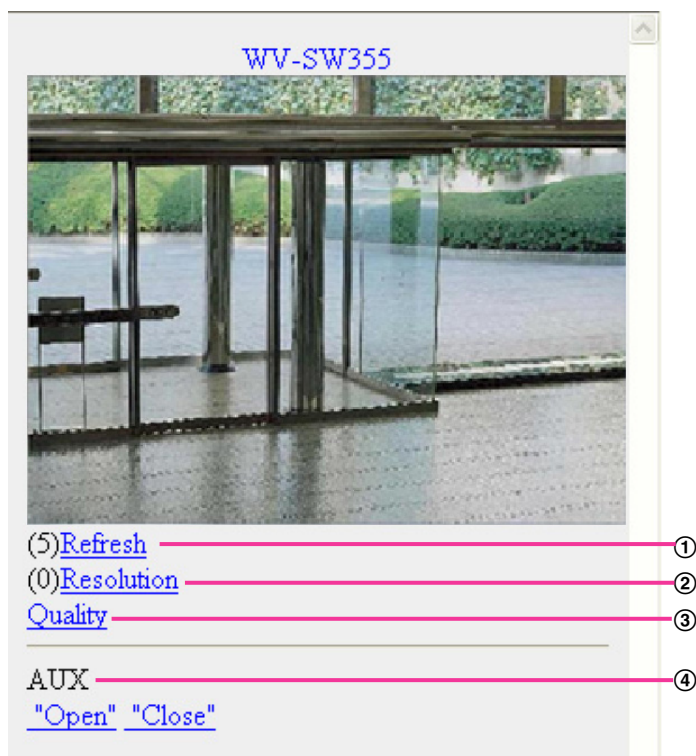 WV-SW355
(5)Refresh ①
(0)Resolution ②
Quality ③
AUX ④
"Open" "Close"